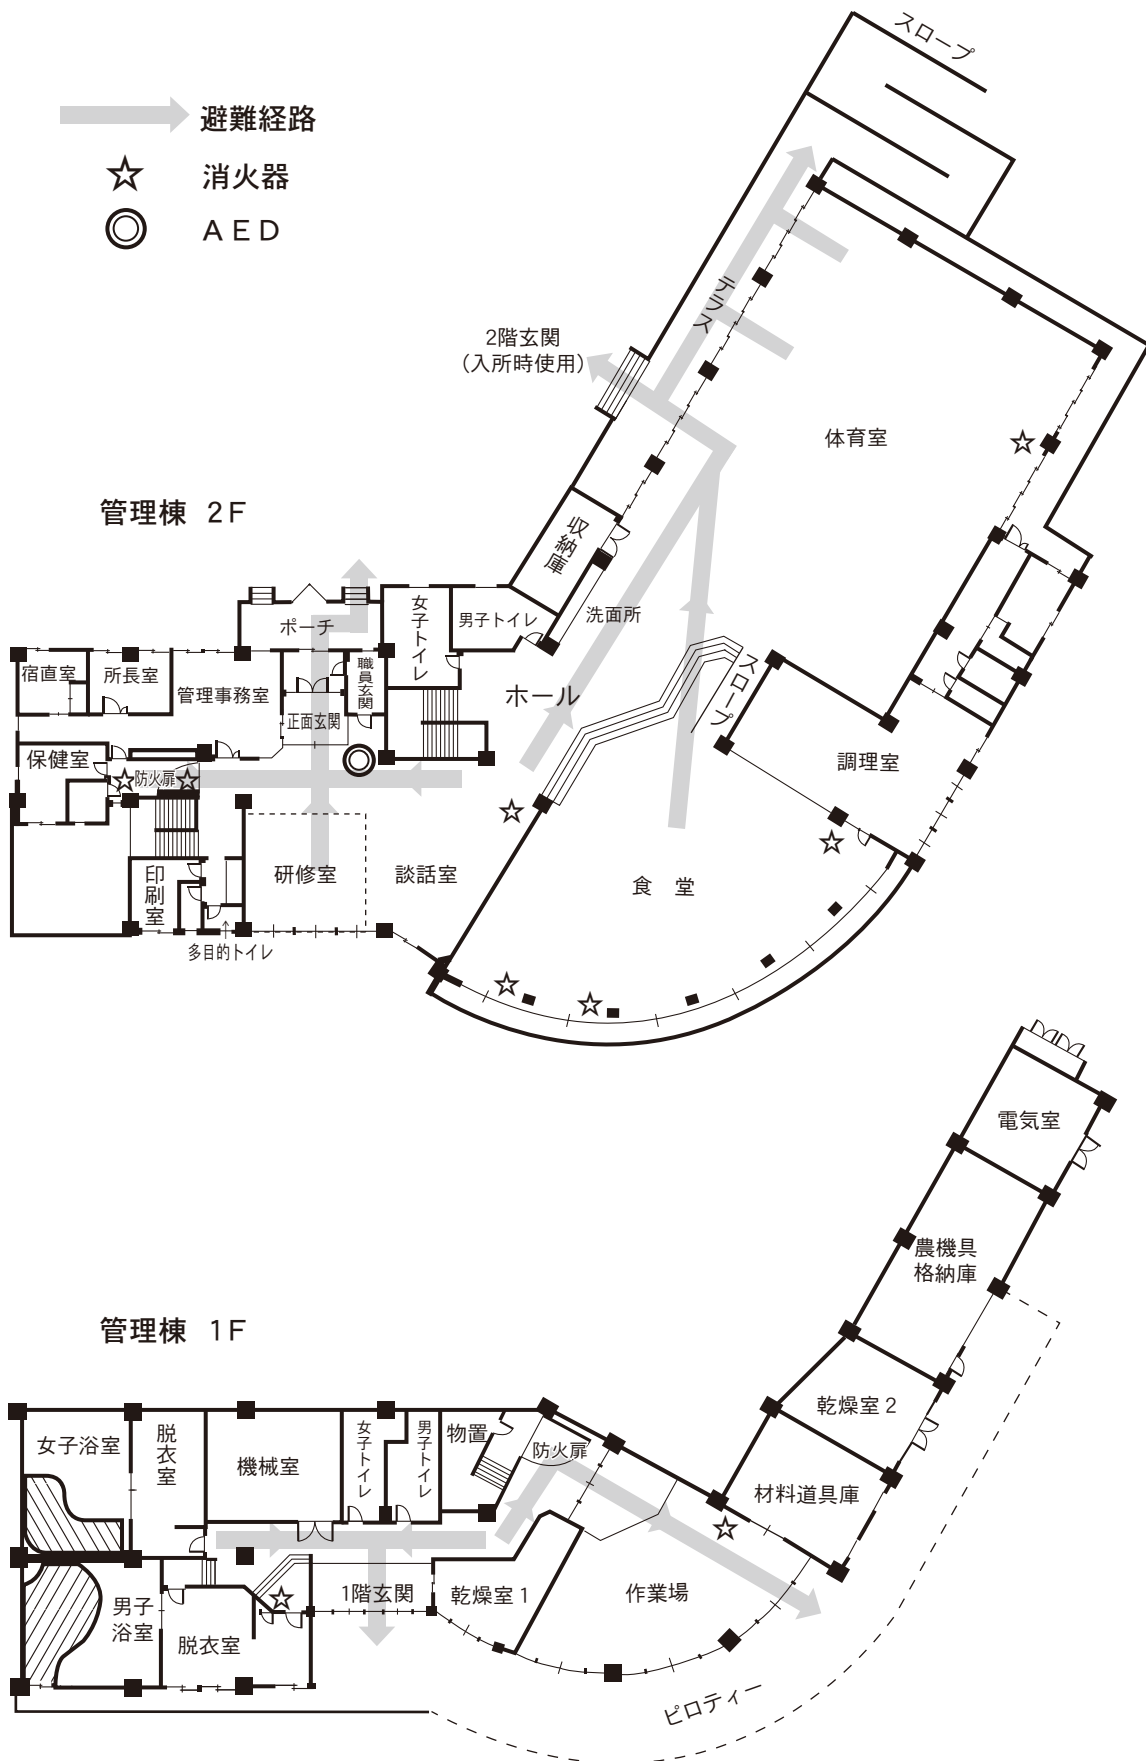 スロープ
避難経路
消火器
AED
テラス
2階玄関
(入所時使用)
体育室
管理棟 2F
収納庫
洗面所
女子トイレ
男子トイレ
ポーチ
職員玄関
宿直室
所長室
管理事務室
正面玄関
ホール
スロープ
保健室
防火扉
調理室
印刷室
研修室
談話室
食堂
多目的トイレ
電気室
農機具
格納庫
管理棟 1F
乾燥室2
女子浴室
脱衣室
機械室
女子トイレ
男子トイレ
物置
防火扉
材料道具庫
男子
浴室
脱衣室
1階玄関
乾燥室1
作業場
ピロティー